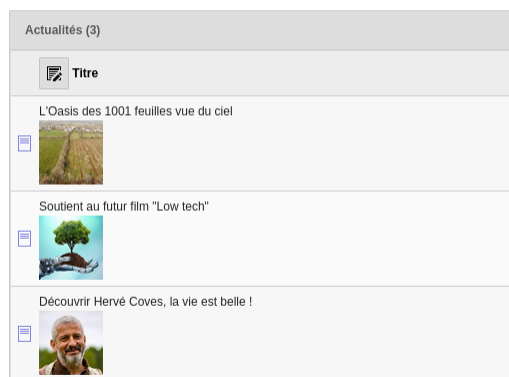 Actualités (3)
Titre
L'Oasis des 1001 feuilles vue du ciel
Soutient au futur film "Low tech"
Découvrir Hervé Coves, la vie est belle !